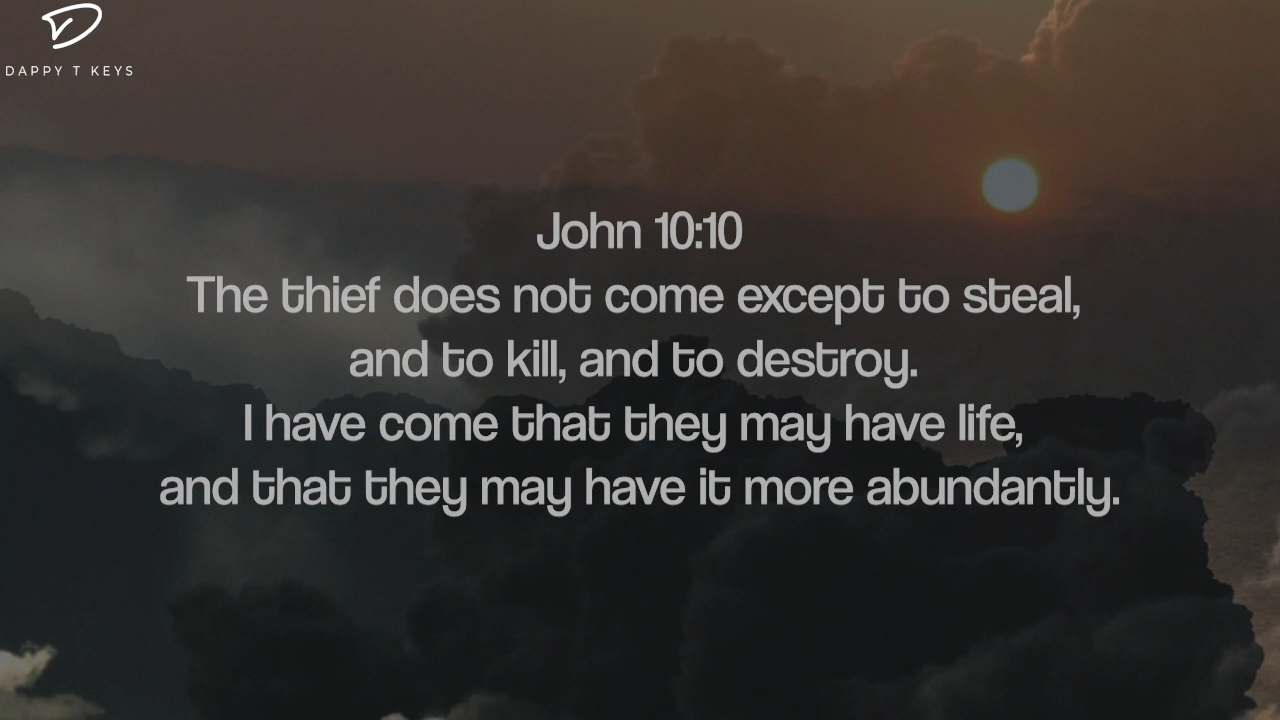 DAPPY T KEYS
John 10:10
The thief does not come except to steal,
and to kill, and to destroy.
I have come that they may have life,
and that they may have it more abundantly.